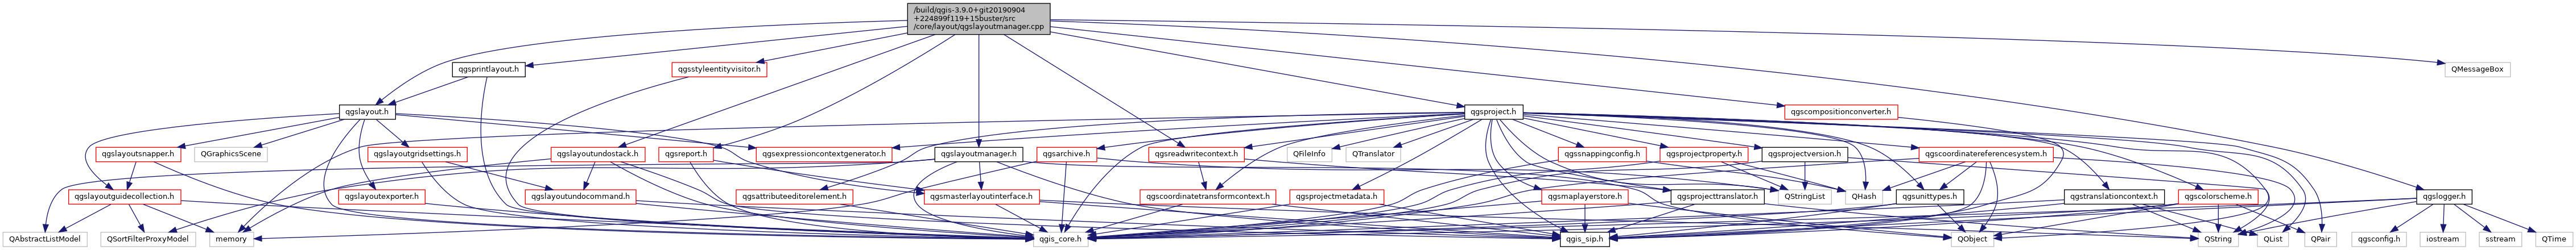 /build/qgis-3.9.0+git20190904
+224899f119+15buster/src
/core/layout/qgslayoutmanager.cpp
qgsprintlayout.h
qgsstyleentityvisitor.h
QMessageBox
qgslayout.h
qgsproject.h
qgscompositionconverter.h
qgslayoutsnapper.h
QGraphicsScene
qgslayoutgridsettings.h
qgslayoutundostack.h
qgsreport.h
qgsexpressioncontextgenerator.h
qgslayoutmanager.h
qgsarchive.h
qgsreadwritecontext.h
QFileInfo
QTranslator
qgssnappingconfig.h
qgsprojectproperty.h
qgsprojectversion.h
qgscoordinatereferencesystem.h
qgslayoutguidecollection.h
qgslayoutexporter.h
qgslayoutundocommand.h
qgsattributeeditorelement.h
qgsmasterlayoutinterface.h
qgscoordinatetransformcontext.h
qgsprojectmetadata.h
qgsmaplayerstore.h
qgsprojecttranslator.h
QStringList
QHash
qgsunittypes.h
qgstranslationcontext.h
qgscolorscheme.h
qgslogger.h
QAbstractListModel
QSortFilterProxyModel
memory
qgis_core.h
qgis_sip.h
QObject
QString
QList
QPair
qgsconfig.h
iostream
sstream
QTime